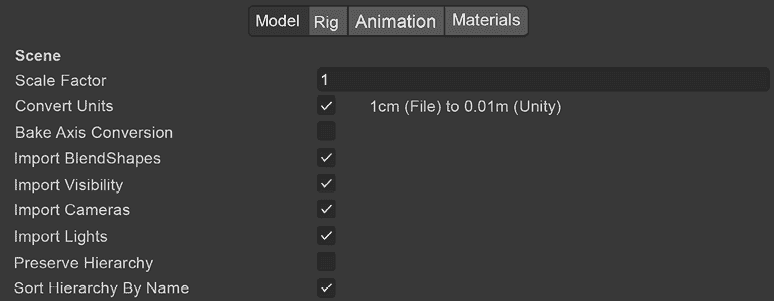 Model Rig Animation Materials
Scene
Scale Factor 1
Convert Units 1cm (File) to 0.01m (Unity)
Bake Axis Conversion
Import BlendShapes
Import Visibility
Import Cameras
Import Lights
Preserve Hierarchy
Sort Hierarchy By Name